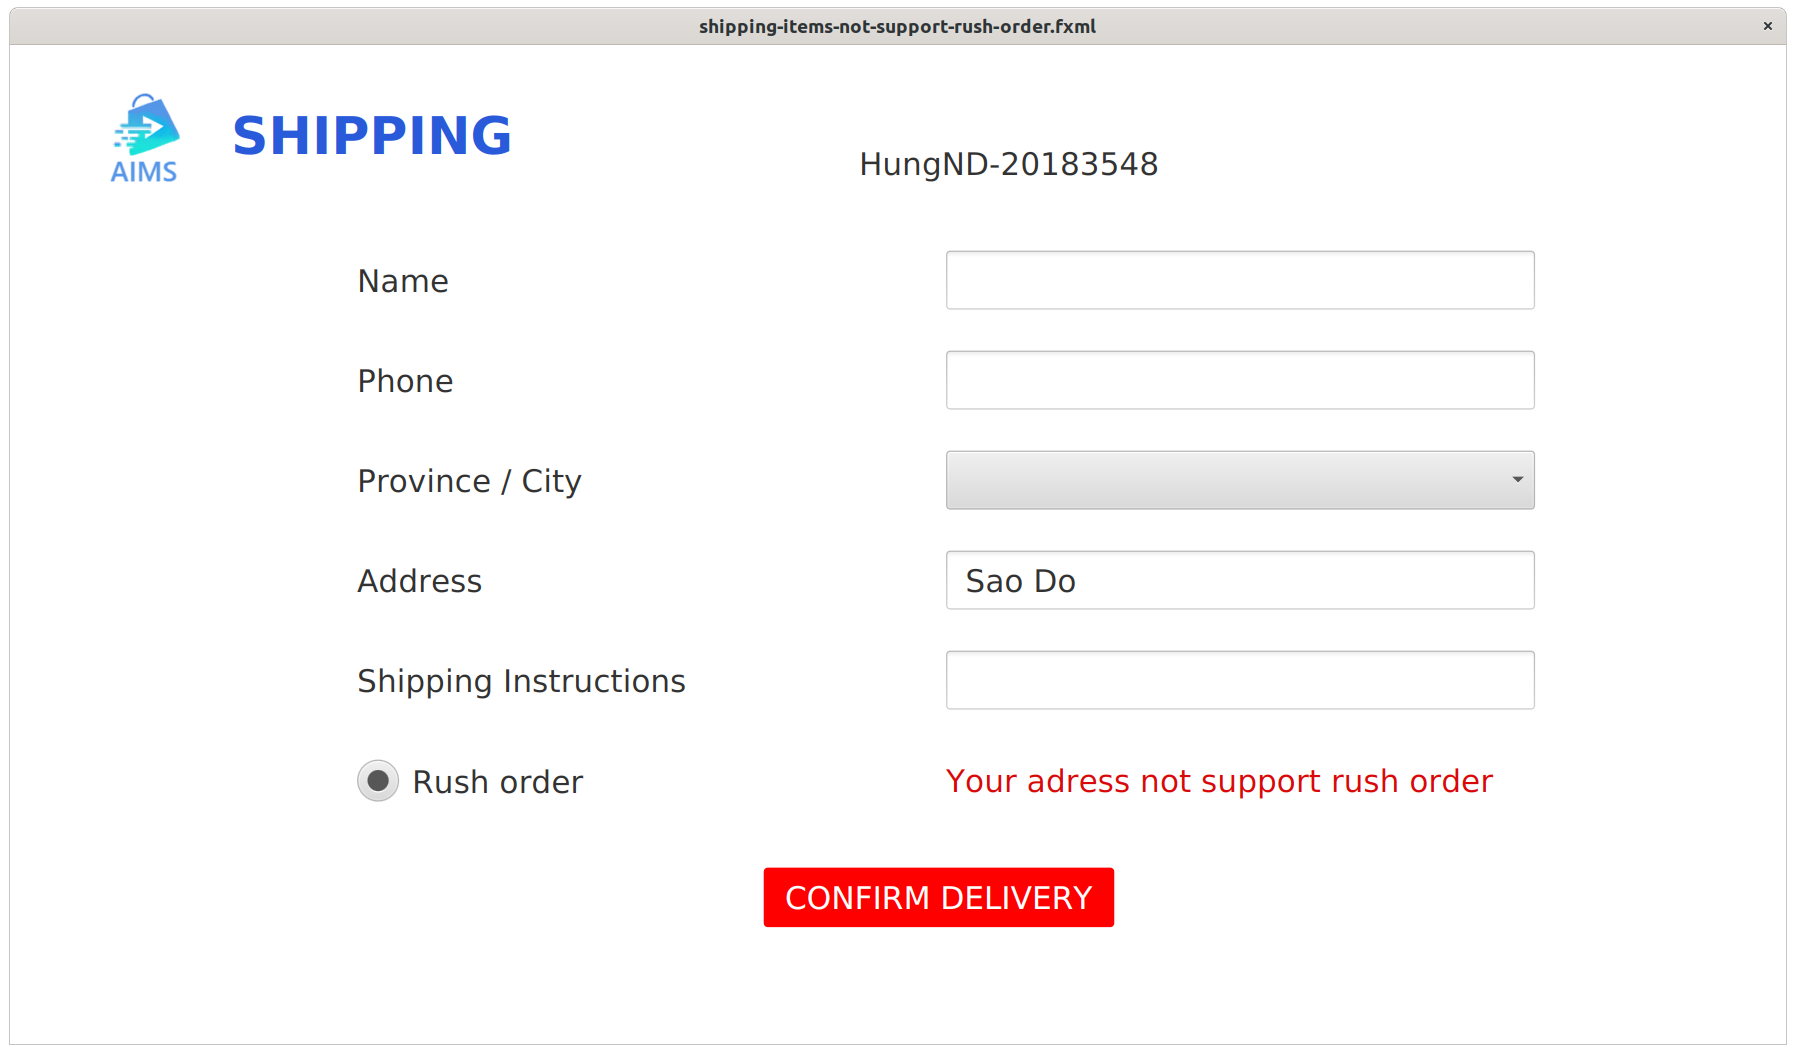 shipping-items-not-support-rush-order.fxml
AIMS
SHIPPING
HungND-20183548
Name
Phone
Province / City
Address
Sao Do
Shipping Instructions
Rush order
Your adress not support rush order
CONFIRM DELIVERY